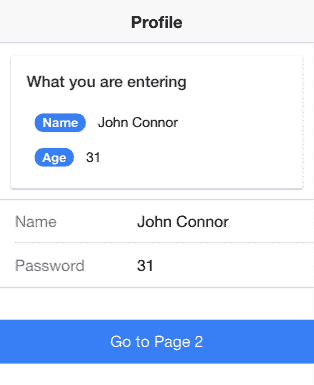 Profile
What you are entering
Name John Connor
Age 31
Name John Connor
Password 31
Go to Page 2